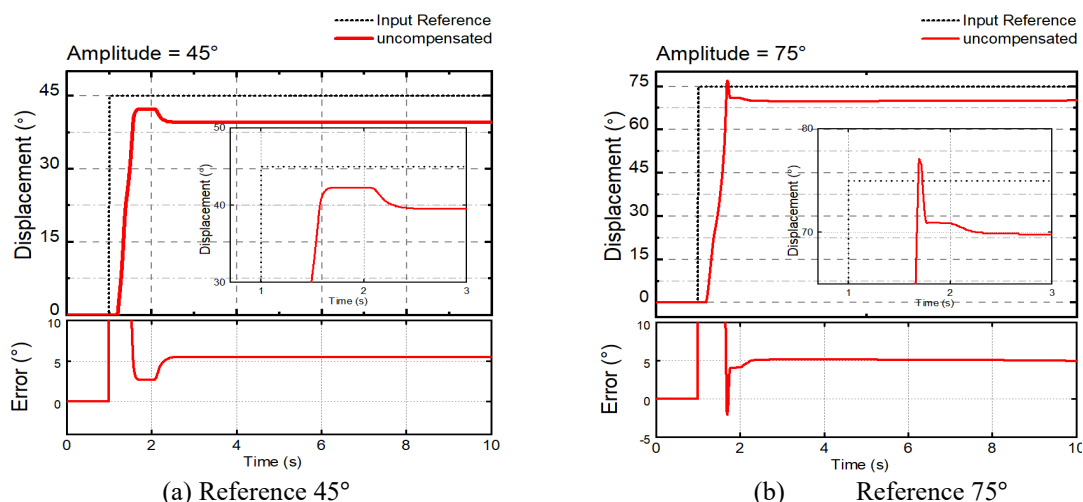 Input Reference
uncompensated
Amplitude = 45°
Displacement (°)
45
30
15
0
Displacement (°)
50
40
30
1
2
3
Time (s)
Error (°)
10
5
0
0
2
4
6
8
10
Time (s)
(a) Reference 45°
Input Reference
uncompensated
Amplitude = 75°
Displacement (°)
75
60
45
30
15
0
Displacement (°)
80
70
1
2
3
Time (s)
Error (°)
10
5
0
-5
0
2
4
6
8
10
Time (s)
(b) Reference 75°